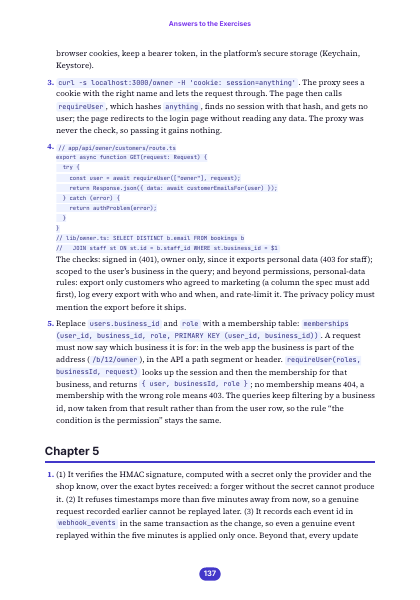 Answers to the Exercises
browser cookies, keep a bearer token, in the platform's secure storage (Keychain,
Keystore).
3. curl -s localhost:3000/owner -H 'cookie: session=anything' . The proxy sees a
cookie with the right name and lets the request through. The page then calls
requireUser , which hashes anything , finds no session with that hash, and gets no
user; the page redirects to the login page without reading any data. The proxy was
never the check, so passing it gains nothing.
4. // app/api/owner/customers/route.ts
export async function GET(request: Request) {
try {
const user = await requireUser(["owner"], request);
return Response.json({ data: await customerEmailsFor(user) });
} catch (error) {
return authProblem(error);
}
}
// lib/owner.ts: SELECT DISTINCT b.email FROM bookings b
// JOIN staff st ON st.id = b.staff_id WHERE st.business_id = $1
The checks: signed in (401), owner only, since it exports personal data (403 for staff);
scoped to the user's business in the query; and beyond permissions, personal-data
rules: export only customers who agreed to marketing (a column the spec must add
first), log every export with who and when, and rate-limit it. The privacy policy must
mention the export before it ships.
5. Replace users.business_id and role with a membership table: memberships
(user_id, business_id, role, PRIMARY KEY (user_id, business_id)) . A request
must now say which business it is for: in the web app the business is part of the
address ( /b/12/owner ), in the API a path segment or header. requireUser(roles,
businessId, request) looks up the session and then the membership for that
business, and returns { user, businessId, role } ; no membership means 404, a
membership with the wrong role means 403. The queries keep filtering by a business
id, now taken from that result rather than from the user row, so the rule "the
condition is the permission" stays the same.
Chapter 5
1. (1) It verifies the HMAC signature, computed with a secret only the provider and the
shop know, over the exact bytes received: a forger without the secret cannot produce
it. (2) It refuses timestamps more than five minutes away from now, so a genuine
request recorded earlier cannot be replayed later. (3) It records each event id in
webhook_events in the same transaction as the change, so even a genuine event
replayed within the five minutes is applied only once. Beyond that, every update
137